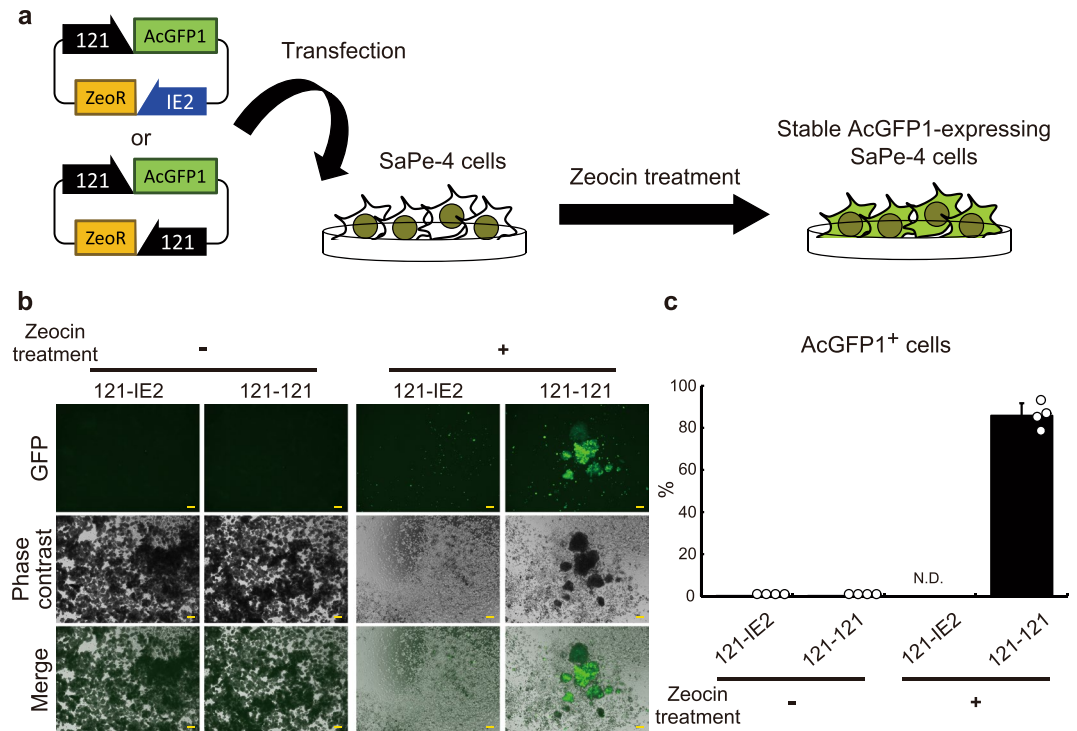 a
121 AcGFP1
ZeoR IE2
or
121 AcGFP1
ZeoR 121
Transfection
SaPe-4 cells
Zeocin treatment
Stable AcGFP1-expressing
SaPe-4 cells
b
Zeocin
treatment
- +
121-IE2 121-121 121-IE2 121-121
GFP
Phase
contrast
Merge
c
AcGFP1+ cells
100
80
60
40
20
0
%
N.D.
121-IE2 121-121 121-IE2 121-121
Zeocin
treatment
- +